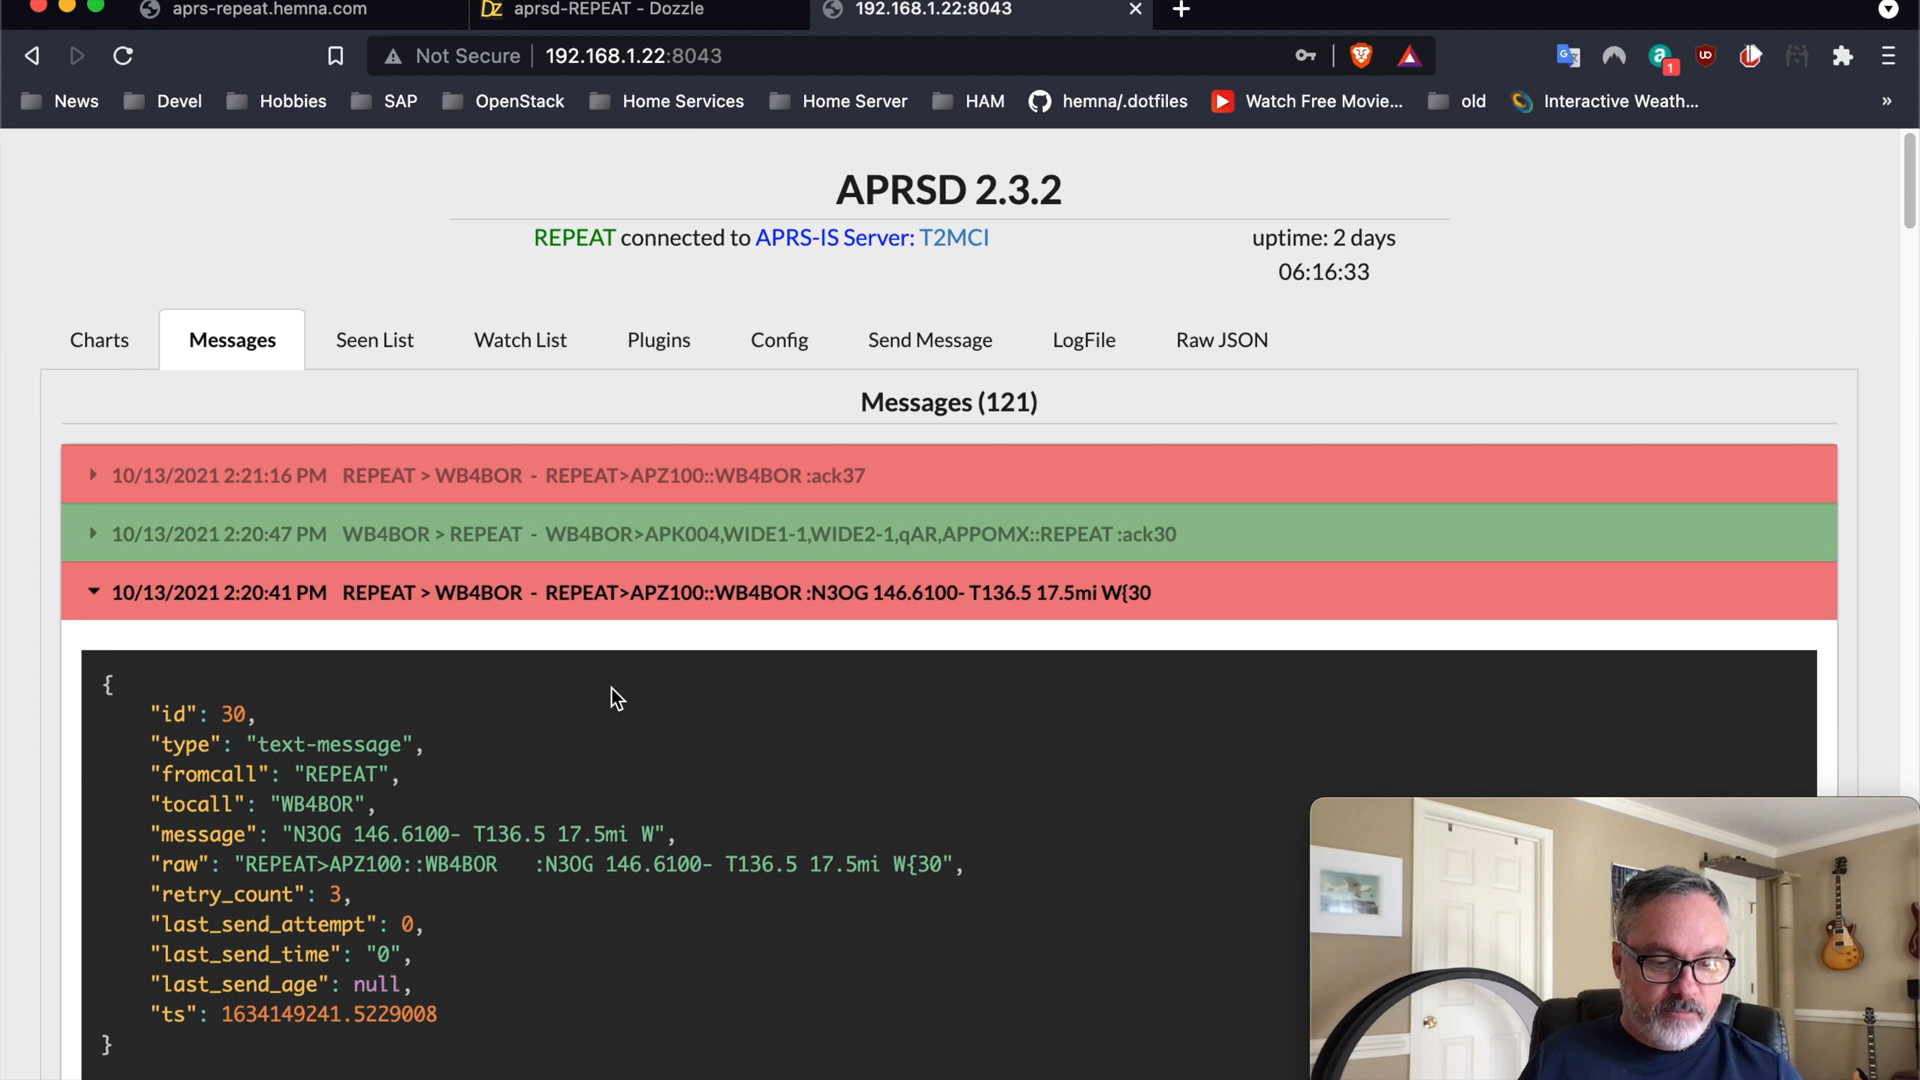 aprs-repeat.hemna.com
DZ aprsd-REPEAT - Dozzle
192.168.1.22:8043
Not Secure 192.168.1.22:8043
1
News Devel Hobbies SAP OpenStack Home Services Home Server HAM hemna/.dotfiles Watch Free Movie... old Interactive Weath... »
APRSD 2.3.2
REPEAT connected to APRS-IS Server: T2MCI
uptime: 2 days
06:16:33
Charts Messages Seen List Watch List Plugins Config Send Message LogFile Raw JSON
Messages (121)
10/13/2021 2:21:16 PM REPEAT > WB4BOR - REPEAT>APZ100::WB4BOR :ack37
10/13/2021 2:20:47 PM WB4BOR > REPEAT - WB4BOR>APK004,WIDE1-1,WIDE2-1,qAR,APPOMX::REPEAT :ack30
10/13/2021 2:20:41 PM REPEAT > WB4BOR - REPEAT>APZ100::WB4BOR :N3OG 146.6100- T136.5 17.5mi W{30
{
"id": 30,
"type": "text-message",
"fromcall": "REPEAT",
"tocall": "WB4BOR",
"message": "N3OG 146.6100- T136.5 17.5mi W",
"raw": "REPEAT>APZ100::WB4BOR   :N3OG 146.6100- T136.5 17.5mi W{30",
"retry_count": 3,
"last_send_attempt": 0,
"last_send_time": "0",
"last_send_age": null,
"ts": 1634149241.5229008
}